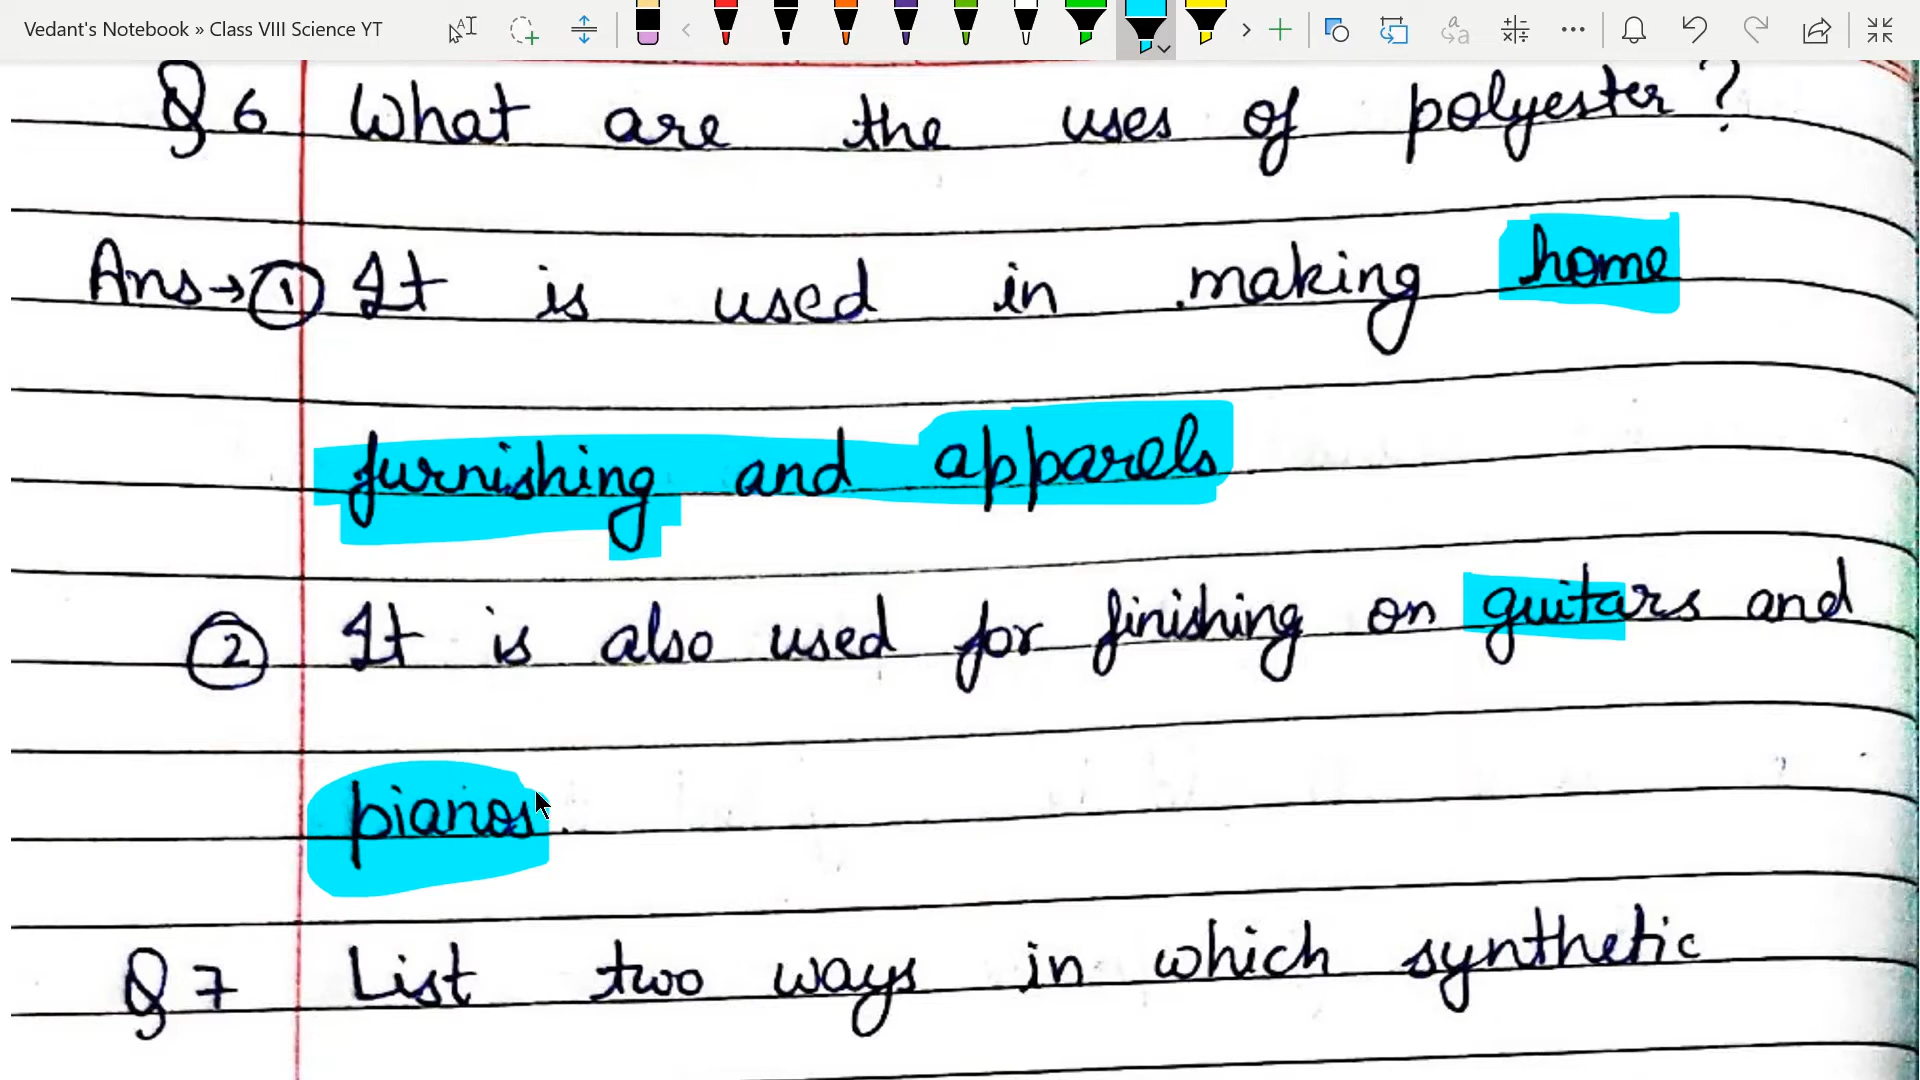 Vedant's Notebook » Class VIII Science YT
Q 6 What are the uses of polyester?
Ans → ① It is used in making home
furnishing and apparels.
② It is also used for finishing on guitars and
pianos.
Q 7 List two ways in which synthetic